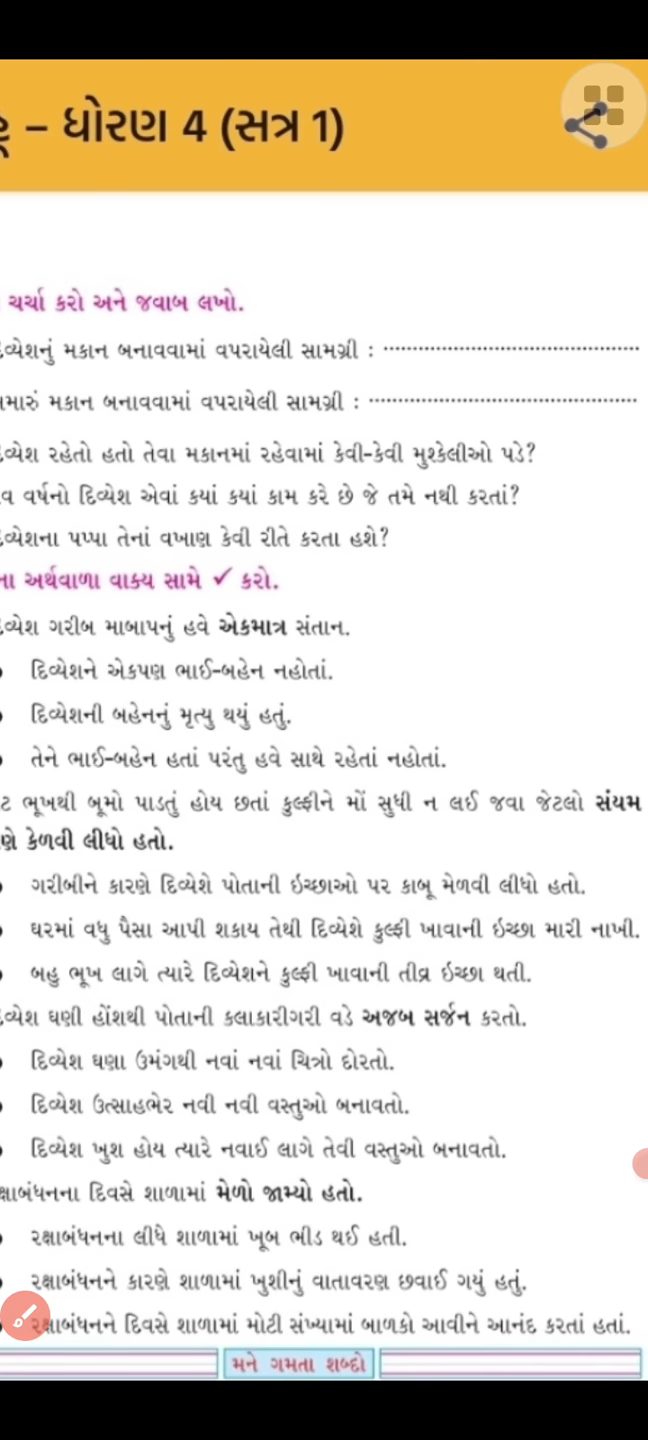 – ધોરણ 4 (સત્ર 1)
ચર્ચા કરો અને જવાબ લખો.
મકાન બનાવવામાં વપરાયેલી સામગ્રી :
મકાન બનાવવામાં વપરાયેલી સામગ્રી :
રહેતો હતો તેવા મકાનમાં રહેવામાં કેવી-કેવી મુશ્કેલીઓ પડે?
વર્ષનો દિવ્યેશ એવાં કયાં કયાં કામ કરે છે જે તમે નથી કરતાં?
પપ્પા તેનાં વખાણ કેવી રીતે કરતા હશે?
અર્થવાળા વાક્ય સામે ✓ કરો.
ગરીબ માબાપનું હવે એકમાત્ર સંતાન.
દિવ્યેશને એકપણ ભાઈ-બહેન નહોતાં.
દિવ્યેશની બહેનનું મૃત્યુ થયું હતું.
તેને ભાઈ-બહેન હતાં પરંતુ હવે સાથે રહેતાં નહોતાં.
ભૂખથી બૂમો પાડતું હોય છતાં કુલ્ફીને મોં સુધી ન લઈ જવા જેટલો સંયમ
કેળવી લીધો હતો.
ગરીબીને કારણે દિવ્યેશે પોતાની ઇચ્છાઓ પર કાબૂ મેળવી લીધો હતો.
ઘરમાં વધુ પૈસા આપી શકાય તેથી દિવ્યેશે કુલ્ફી ખાવાની ઇચ્છા મારી નાખી.
બહુ ભૂખ લાગે ત્યારે દિવ્યેશને કુલ્ફી ખાવાની તીવ્ર ઇચ્છા થતી.
ઘણી હોંશથી પોતાની કલાકારીગરી વડે અજબ સર્જન કરતો.
દિવ્યેશ ઘણા ઉમંગથી નવાં નવાં ચિત્રો દોરતો.
દિવ્યેશ ઉત્સાહભેર નવી નવી વસ્તુઓ બનાવતો.
દિવ્યેશ ખુશ હોય ત્યારે નવાઈ લાગે તેવી વસ્તુઓ બનાવતો.
દિવસે શાળામાં મેળો જામ્યો હતો.
રક્ષાબંધનના લીધે શાળામાં ખૂબ ભીડ થઈ હતી.
રક્ષાબંધનને કારણે શાળામાં ખુશીનું વાતાવરણ છવાઈ ગયું હતું.
રક્ષાબંધનને દિવસે શાળામાં મોટી સંખ્યામાં બાળકો આવીને આનંદ કરતાં હતાં.
મને ગમતા શબ્દો